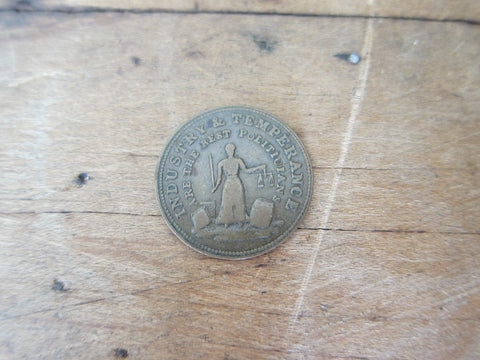 INDUSTRY & TEMPERANCE
ARE THE BEST POLITICIANS